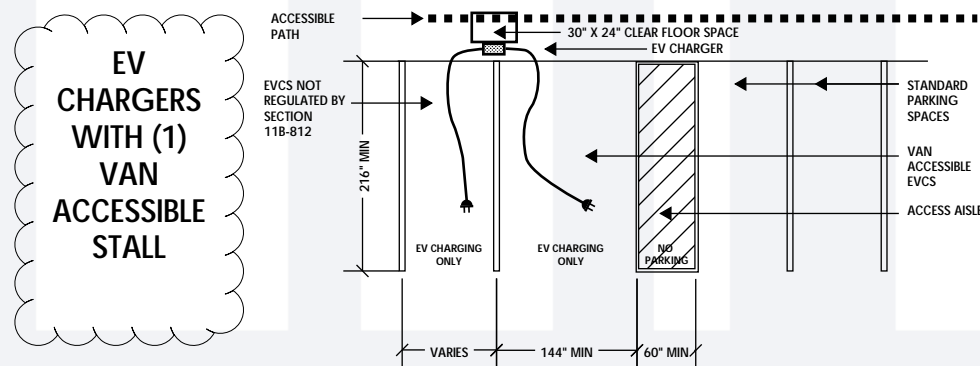 EV
CHARGERS
WITH (1)
VAN
ACCESSIBLE
STALL
ACCESSIBLE
PATH
30" X 24" CLEAR FLOOR SPACE
EV CHARGER
EVCS NOT
REGULATED BY
SECTION
11B-812
STANDARD
PARKING
SPACES
216" MIN
VAN
ACCESSIBLE
EVCS
ACCESS AISLE
EV CHARGING
ONLY
EV CHARGING
ONLY
NO
PARKING
VARIES
144" MIN
60" MIN